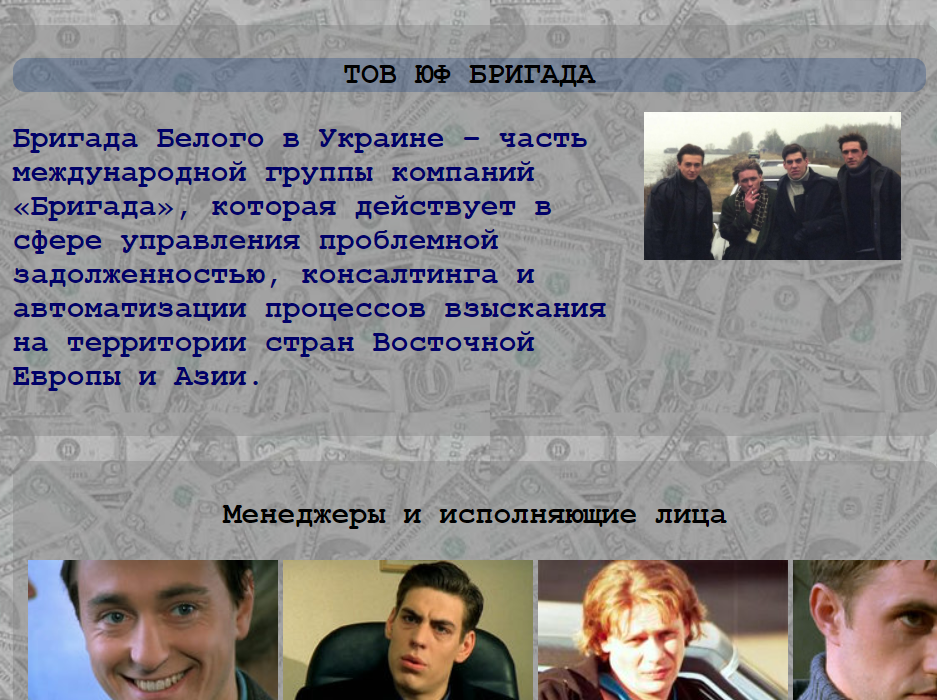 ТОВ ЮФ БРИГАДА
Бригада Белого в Украине – часть
международной группы компаний
«Бригада», которая действует в
сфере управления проблемной
задолженностью, консалтинга и
автоматизации процессов взыскания
на территории стран Восточной
Европы и Азии.
Менеджеры и исполняющие лица